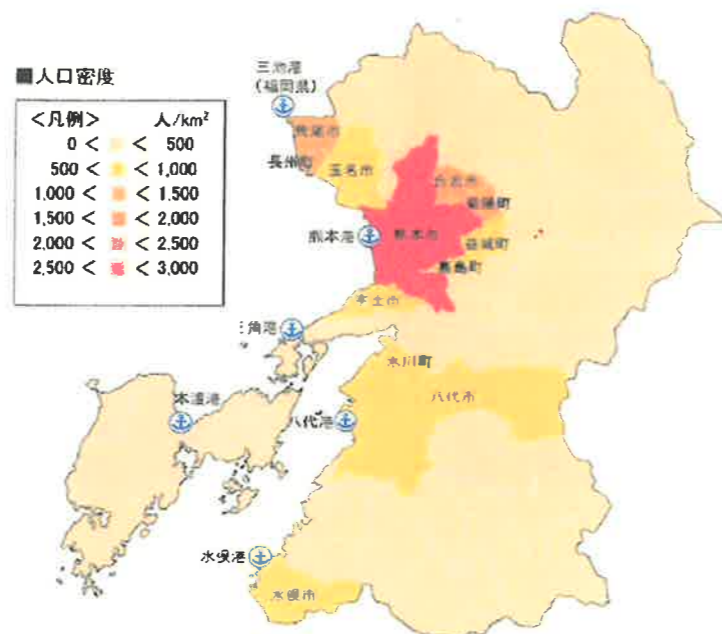 ■人口密度
<凡例> 人/km²
0 < < 500
500 < < 1,000
1,000 < < 1,500
1,500 < < 2,000
2,000 < < 2,500
2,500 < < 3,000
三池港
(福岡県)
荒尾市
長州町
玉名市
合志市
菊陽町
熊本港
熊本市
益城町
嘉島町
宇土市
三角港
氷川町
本渡港
八代港
八代市
水俣港
水俣市